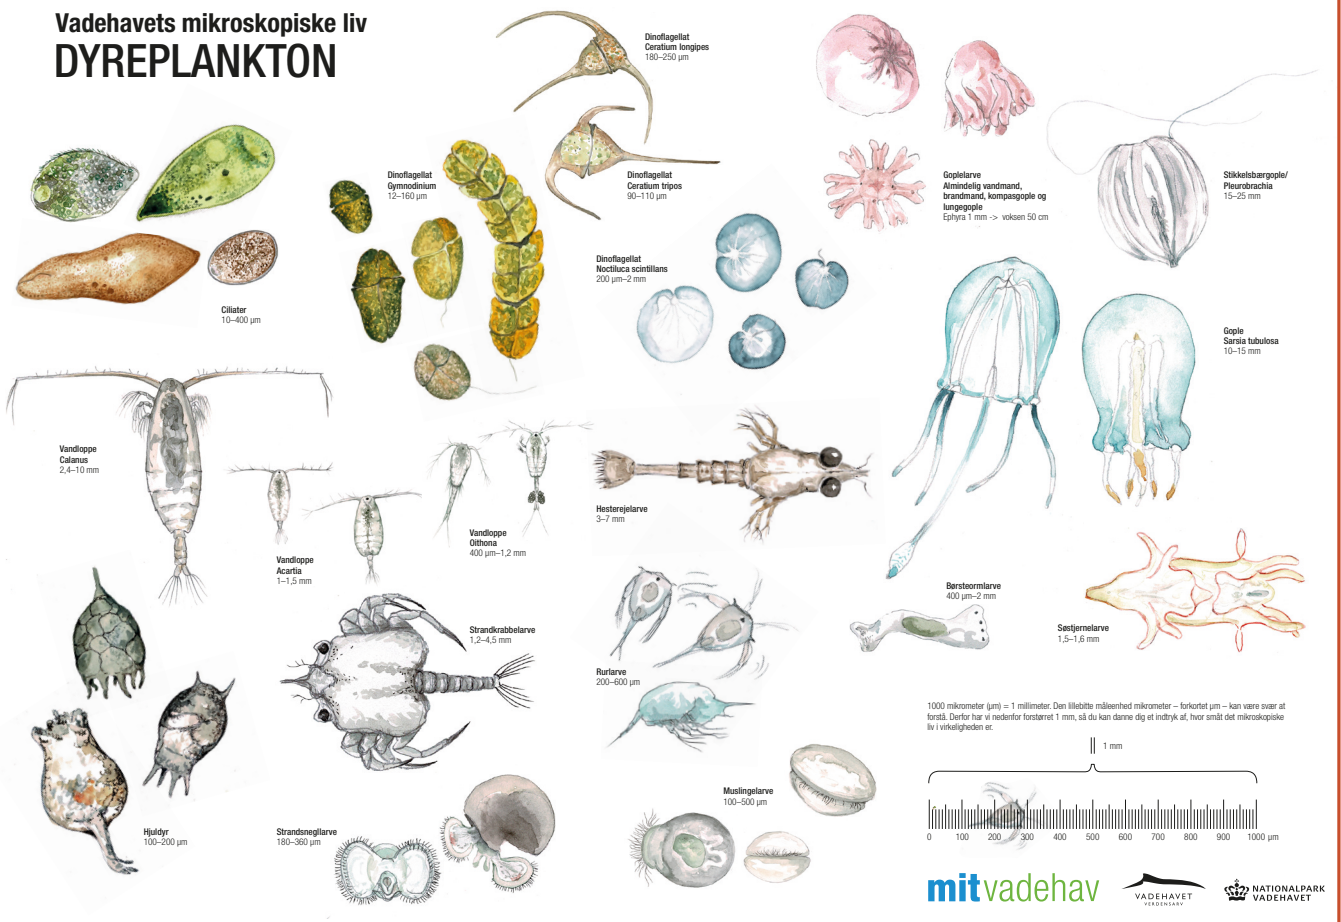 Vadehavets mikroskopiske liv
DYREPLANKTON
Dinoflagellat
Ceratium longipes
180–250 µm
Dinoflagellat
Gymnodinium
12–160 µm
Dinoflagellat
Ceratium tripos
90–110 µm
Goplelarve
Almindelig vandmand,
brandmand, kompasgople og
lungegople
Ephyra 1 mm -> voksen 50 cm
Stikkelsbærgople/
Pleurobrachia
15–25 mm
Ciliater
10–400 µm
Dinoflagellat
Noctiluca scintillans
200 µm–2 mm
Gople
Sarsia tubulosa
10–15 mm
Vandloppe
Calanus
2,4–10 mm
Vandloppe
Acartia
1–1,5 mm
Vandloppe
Oithona
400 µm–1,2 mm
Hesterejelarve
3–7 mm
Børsteormlarve
400 µm–2 mm
Søstjernelarve
1,5–1,6 mm
Strandkrabbelarve
1,2–4,5 mm
Rurlarve
200–600 µm
Hjuldyr
100–200 µm
Strandsnegllarve
180–360 µm
Muslingelarve
100–500 µm
1000 mikrometer (µm) = 1 millimeter. Den lillebitte måleenhed mikrometer – forkortet µm – kan være svær at
forstå. Derfor har vi nedenfor forstørret 1 mm, så du kan danne dig et indtryk af, hvor småt det mikroskopiske
liv i virkeligheden er.
1 mm
0 100 200 300 400 500 600 700 800 900 1000 µm
mitvadehav
VADEHAVET
VERDENSARV
NATIONALPARK
VADEHAVET